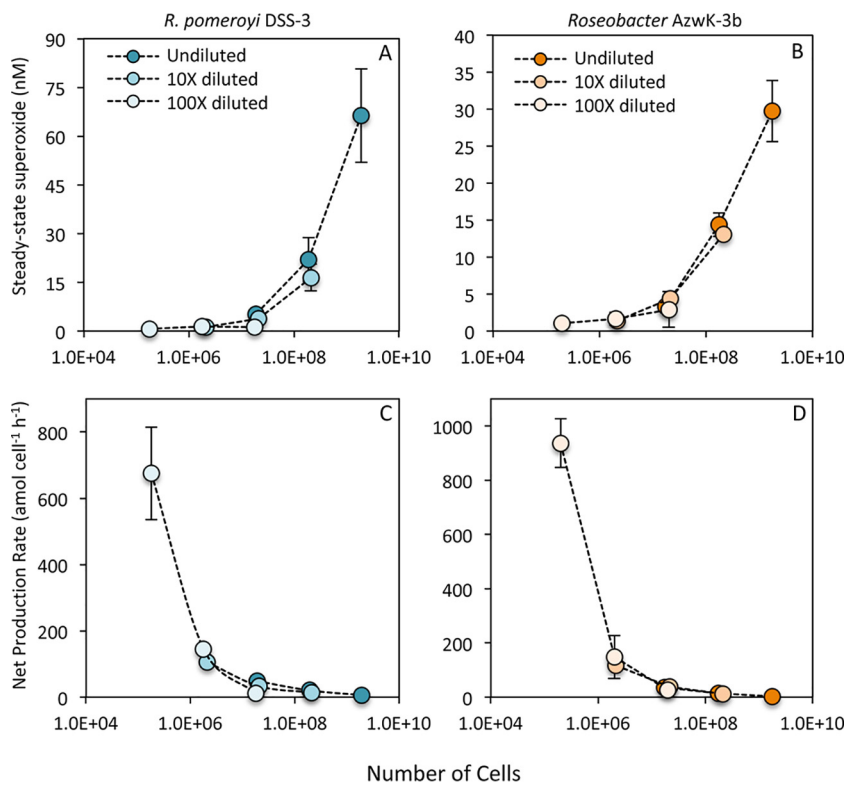 R. pomeroyi DSS-3
Roseobacter AzwK-3b
Steady-state superoxide (nM)
90
75
60
45
30
15
0
A
Undiluted
10X diluted
100X diluted
1.0E+04
1.0E+06
1.0E+08
1.0E+10
40
35
30
25
20
15
10
5
0
B
Undiluted
10X diluted
100X diluted
1.0E+04
1.0E+06
1.0E+08
1.0E+10
Net Production Rate (amol cell-1 h-1)
800
600
400
200
0
C
1.0E+04
1.0E+06
1.0E+08
1.0E+10
1000
800
600
400
200
0
D
1.0E+04
1.0E+06
1.0E+08
1.0E+10
Number of Cells